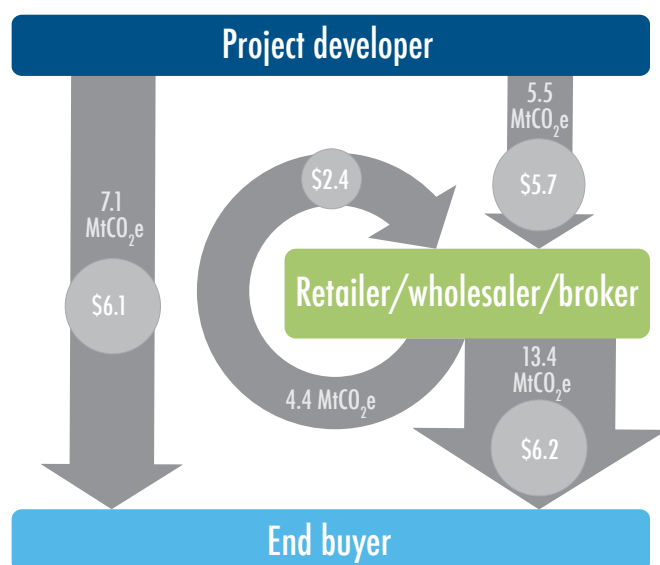 Project developer
5.5
MtCO₂e
$5.7
$2.4
7.1
MtCO₂e
$6.1
Retailer/wholesaler/broker
4.4 MtCO₂e
13.4
MtCO₂e
$6.2
End buyer